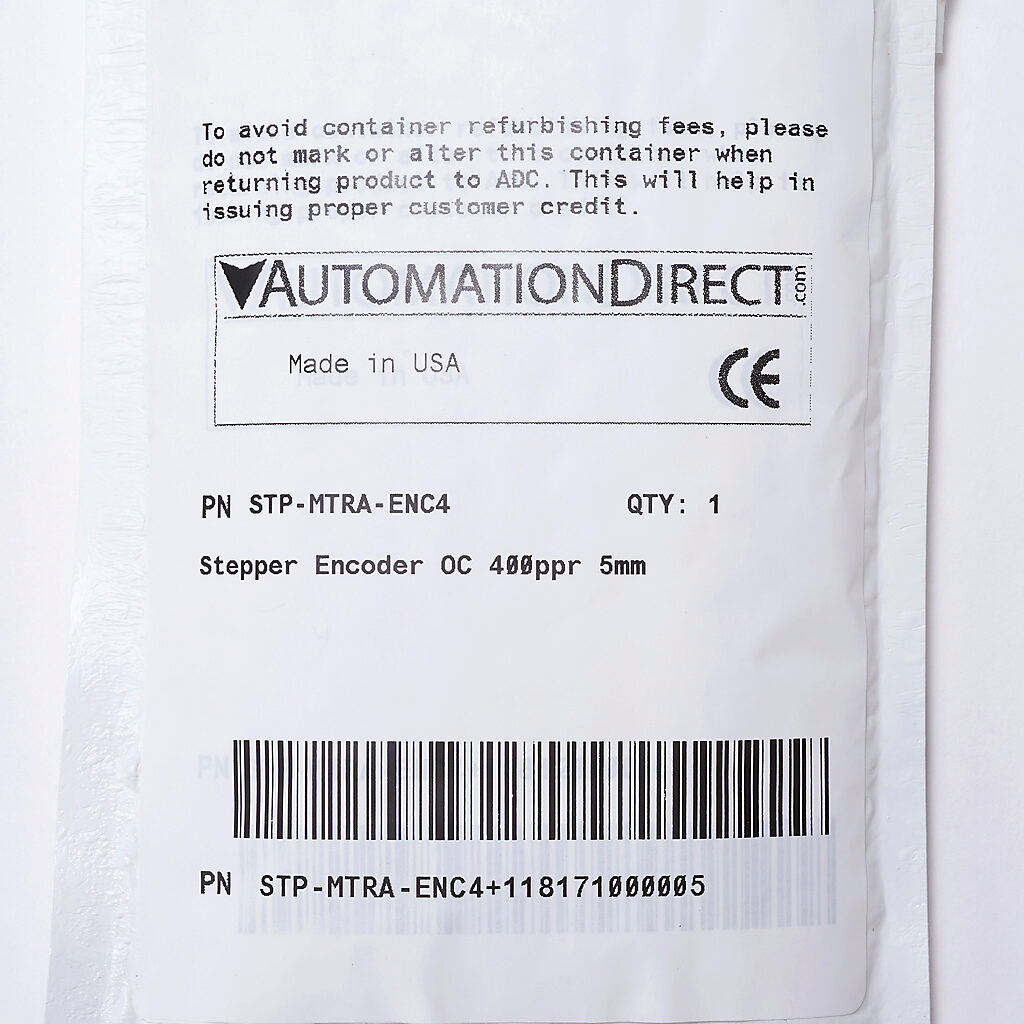 To avoid container refurbishing fees, please
do not mark or alter this container when
returning product to ADC. This will help in
issuing proper customer credit.
AUTOMATIONDIRECT.com
Made in USA CE
PN STP-MTRA-ENC4 QTY: 1
Stepper Encoder OC 400ppr 5mm
PN STP-MTRA-ENC4+118171000005